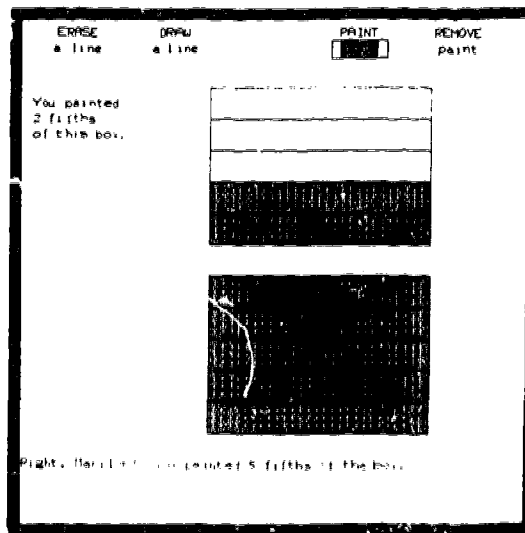 ERASE
a line
DRAW
a line
PAINT
REMOVE
paint
You painted
2 fifths
of this box.
Right, painted 5 fifths of the box.